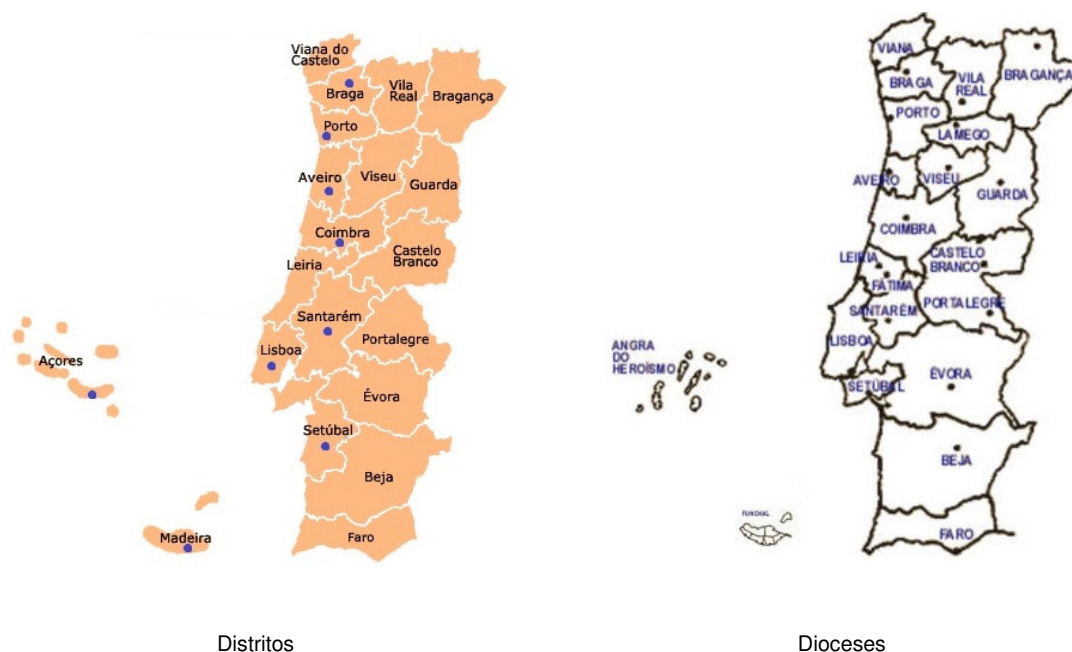 Viana do
Castelo
Braga
Vila
Real
Bragança
Porto
Aveiro
Viseu
Guarda
Coimbra
Castelo
Branco
Leiria
Santarém
Lisboa
Portalegre
Açores
Évora
Setúbal
Beja
Madeira
Faro
Distritos
VIANA
BRAGA
VILA
REAL
BRAGANÇA
PORTO
LAMEGO
AVEIRO
VISEU
GUARDA
COIMBRA
LEIRIA
FÁTIMA
CASTELO
BRANCO
SANTARÉM
PORTALEGRE
LISBOA
ANGRA
DO
HEROÍSMO
SETÚBAL
ÉVORA
BEJA
FUNCHAL
FARO
Dioceses